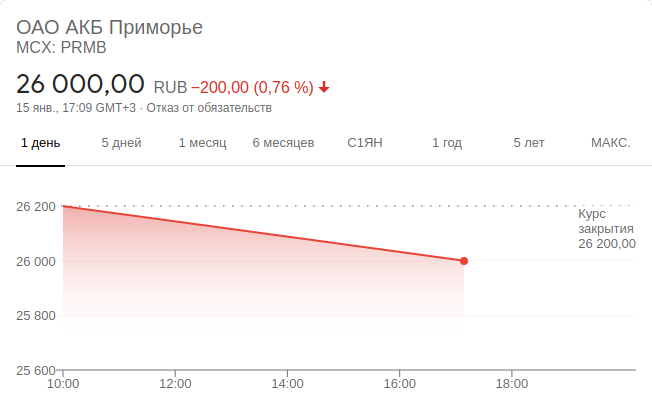 ОАО АКБ Приморье
MCX: PRMB
26 000,00 RUB −200,00 (0,76 %)
15 янв., 17:09 GMT+3 · Отказ от обязательств
1 день 5 дней 1 месяц 6 месяцев С1ЯН 1 год 5 лет МАКС.
26 200
Курс
закрытия
26 200,00
26 000
25 800
25 600
10:00 12:00 14:00 16:00 18:00